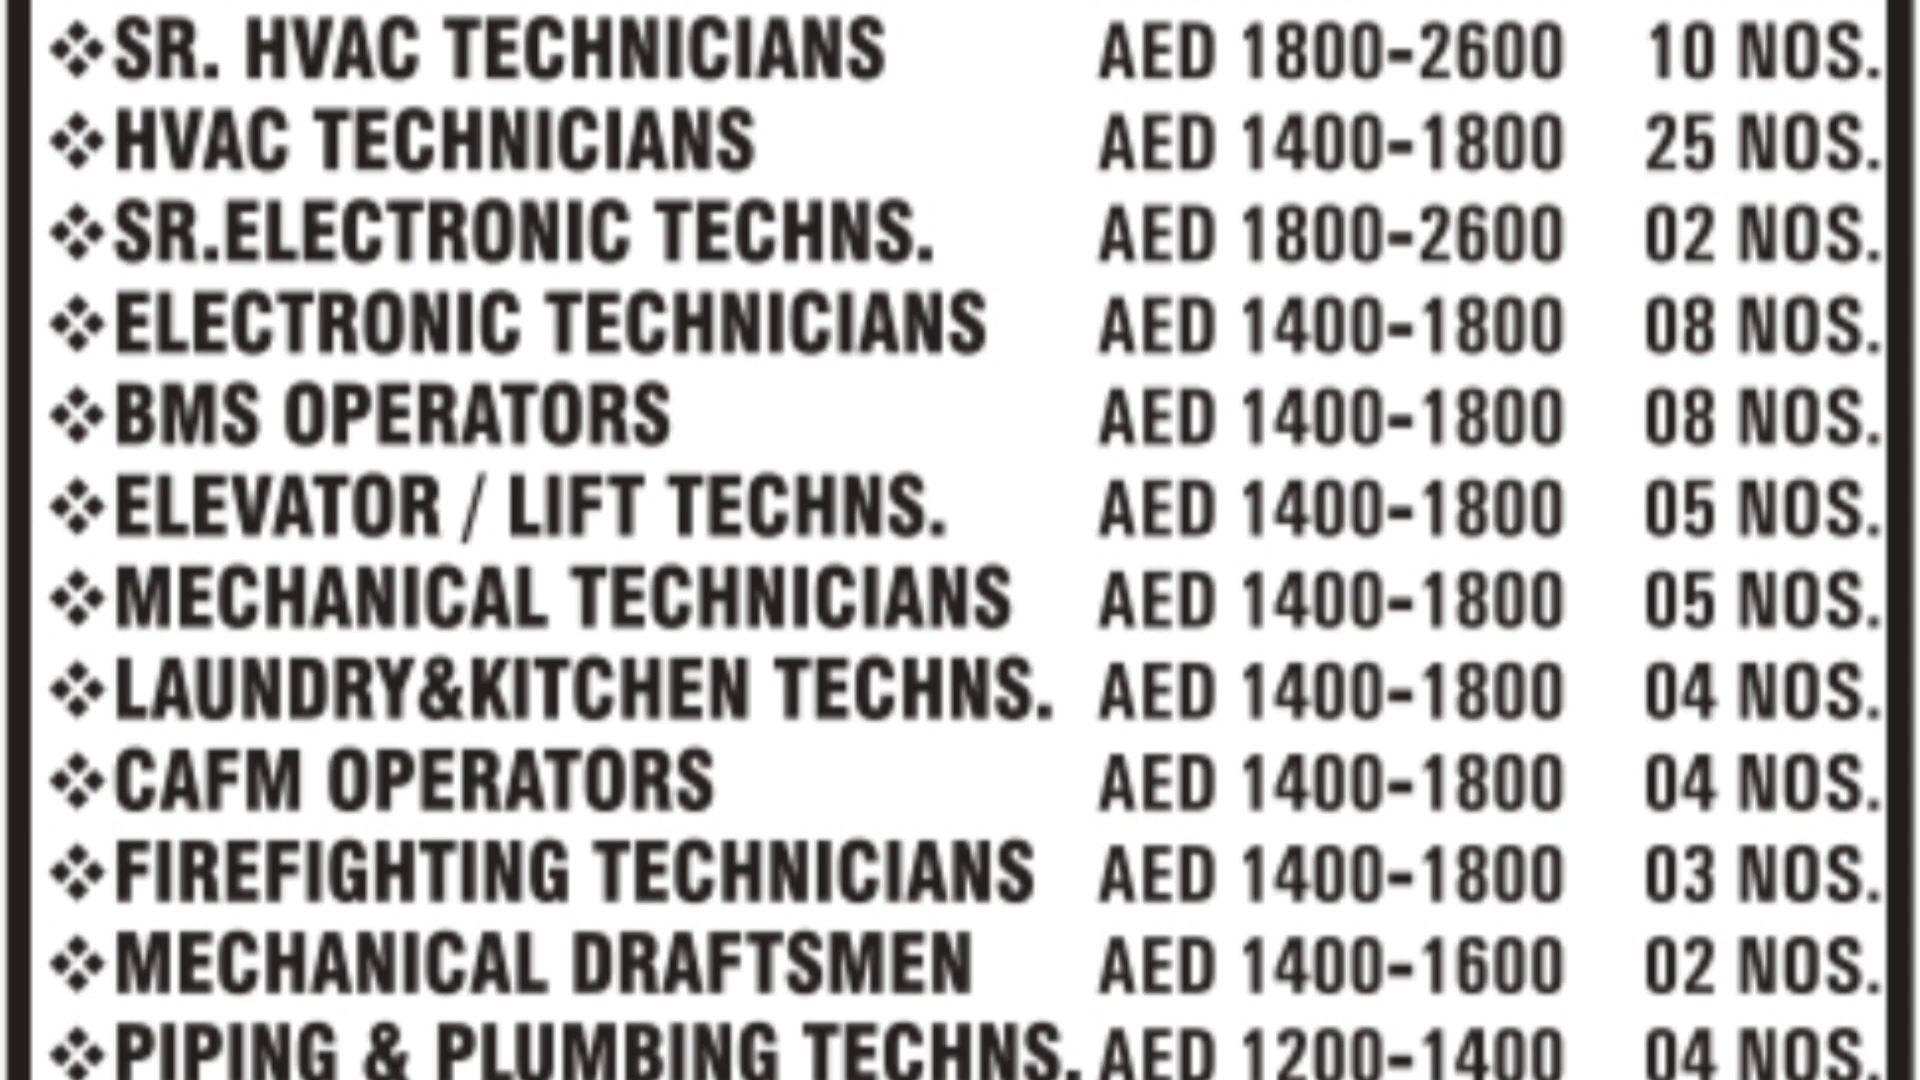 ❖SR. HVAC TECHNICIANS AED 1800-2600 10 NOS.
❖HVAC TECHNICIANS AED 1400-1800 25 NOS.
❖SR.ELECTRONIC TECHNS. AED 1800-2600 02 NOS.
❖ELECTRONIC TECHNICIANS AED 1400-1800 08 NOS.
❖BMS OPERATORS AED 1400-1800 08 NOS.
❖ELEVATOR / LIFT TECHNS. AED 1400-1800 05 NOS.
❖MECHANICAL TECHNICIANS AED 1400-1800 05 NOS.
❖LAUNDRY&KITCHEN TECHNS. AED 1400-1800 04 NOS.
❖CAFM OPERATORS AED 1400-1800 04 NOS.
❖FIREFIGHTING TECHNICIANS AED 1400-1800 03 NOS.
❖MECHANICAL DRAFTSMEN AED 1400-1600 02 NOS.
❖PIPING & PLUMBING TECHNS. AED 1200-1400 04 NOS.